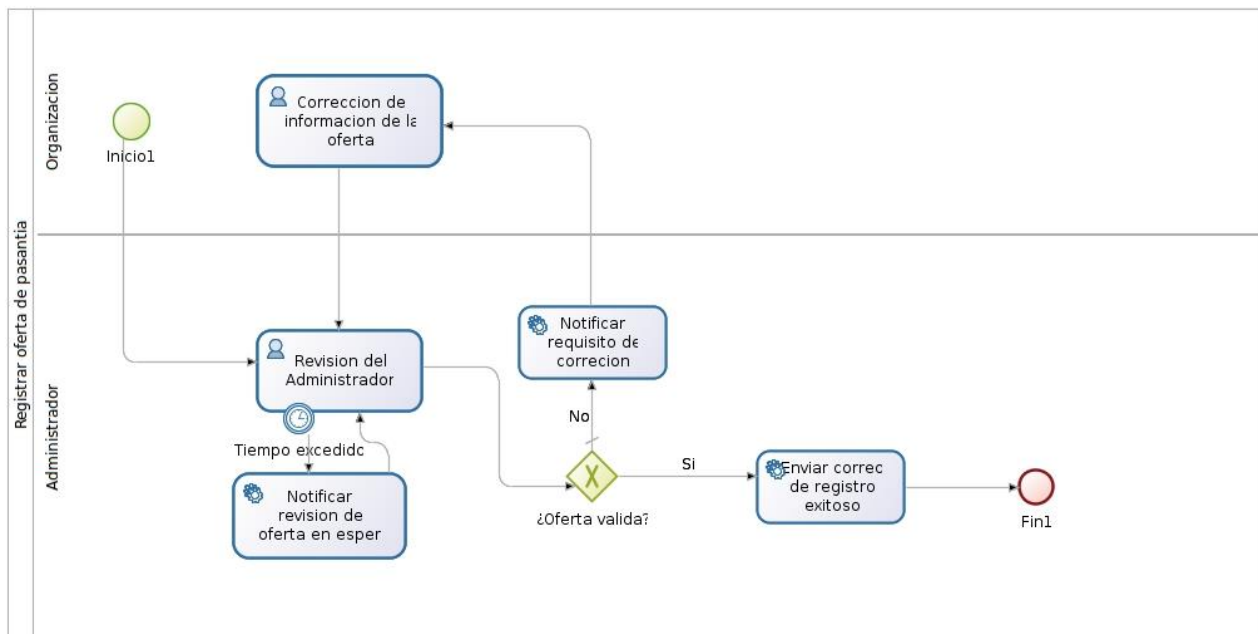 Registrar oferta de pasantia
Organizacion
Inicio1
Correccion de
informacion de la
oferta
Administrador
Revision del
Administrador
Tiempo excedido
Notificar
revision de
oferta en esper
Notificar
requisito de
correcion
No
¿Oferta valida?
Si
Enviar correc
de registro
exitoso
Fin1